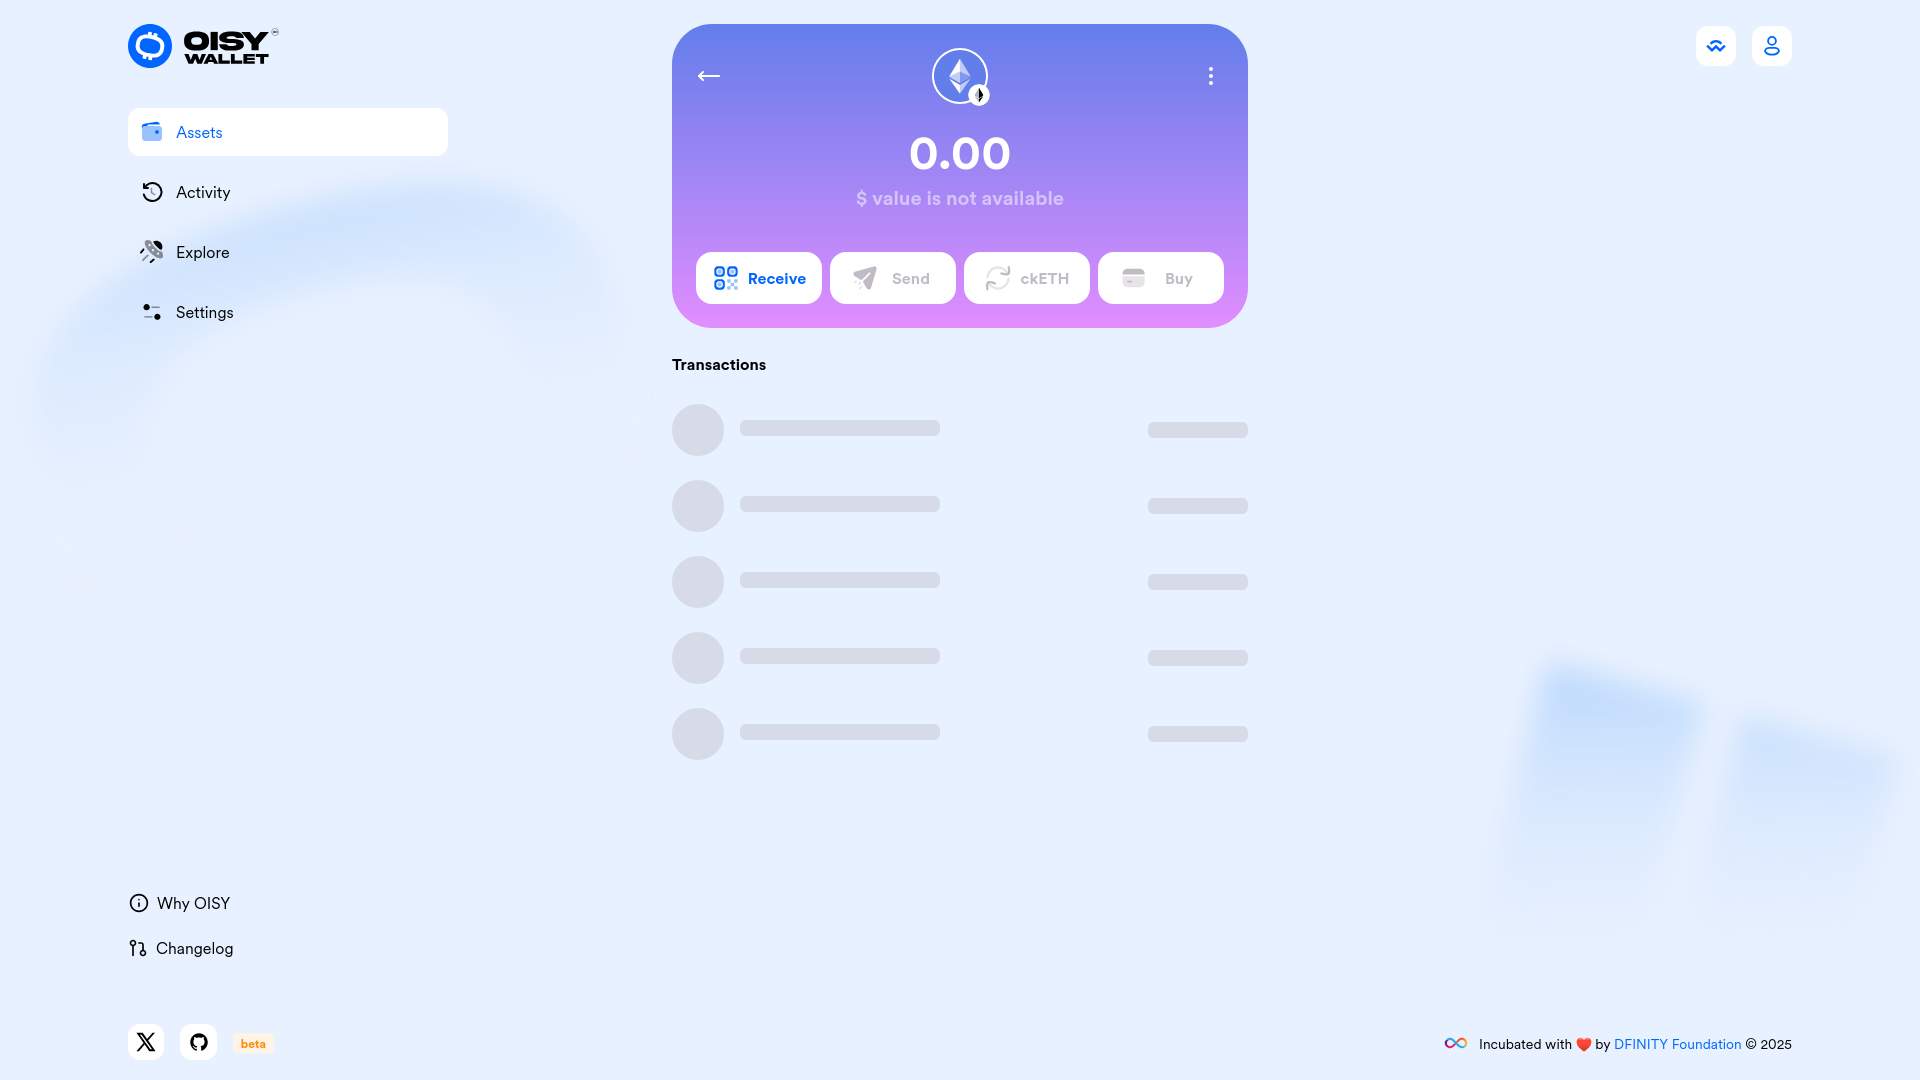 OISY
WALLET
Assets
Activity
Explore
Settings
0.00
$ value is not available
Receive
Send
ckETH
Buy
Transactions
Why OISY
Changelog
beta
Incubated with ❤️ by DFINITY Foundation © 2025